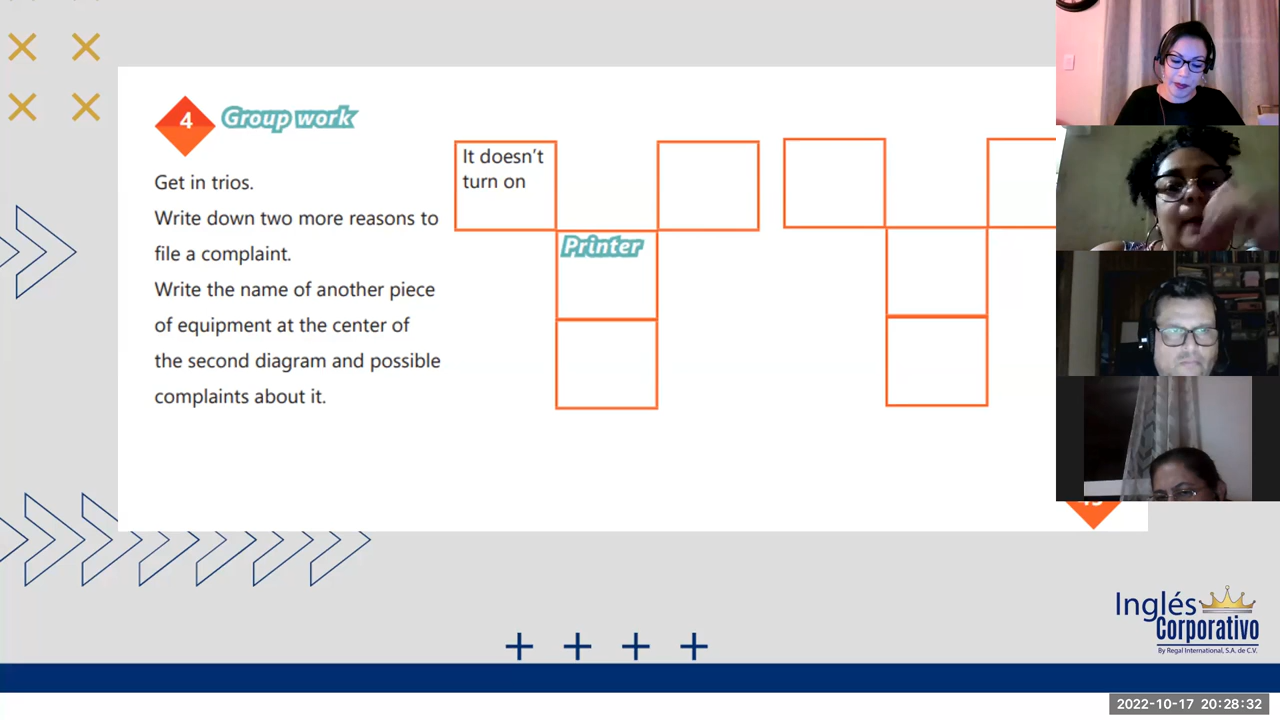 4
Group work
Get in trios.
Write down two more reasons to
file a complaint.
Write the name of another piece
of equipment at the center of
the second diagram and possible
complaints about it.
It doesn't
turn on
Printer
Inglés
Corporativo
By Regal International, S.A. de C.V.
2022-10-17 20:28:32